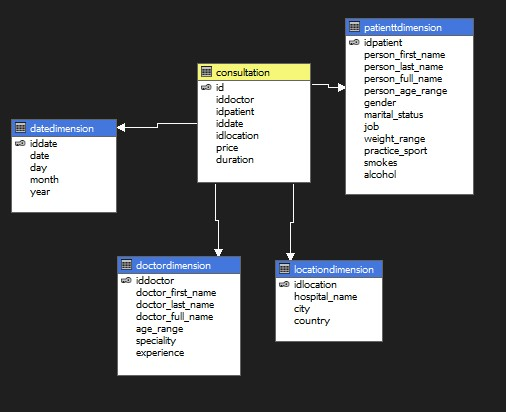 patienttdimension
idpatient
person_first_name
person_last_name
person_full_name
person_age_range
gender
marital_status
job
weight_range
practice_sport
smokes
alcohol
consultation
id
iddoctor
idpatient
iddate
idlocation
price
duration
datedimension
iddate
date
day
month
year
doctordimension
iddoctor
doctor_first_name
doctor_last_name
doctor_full_name
age_range
speciality
experience
locationdimension
idlocation
hospital_name
city
country